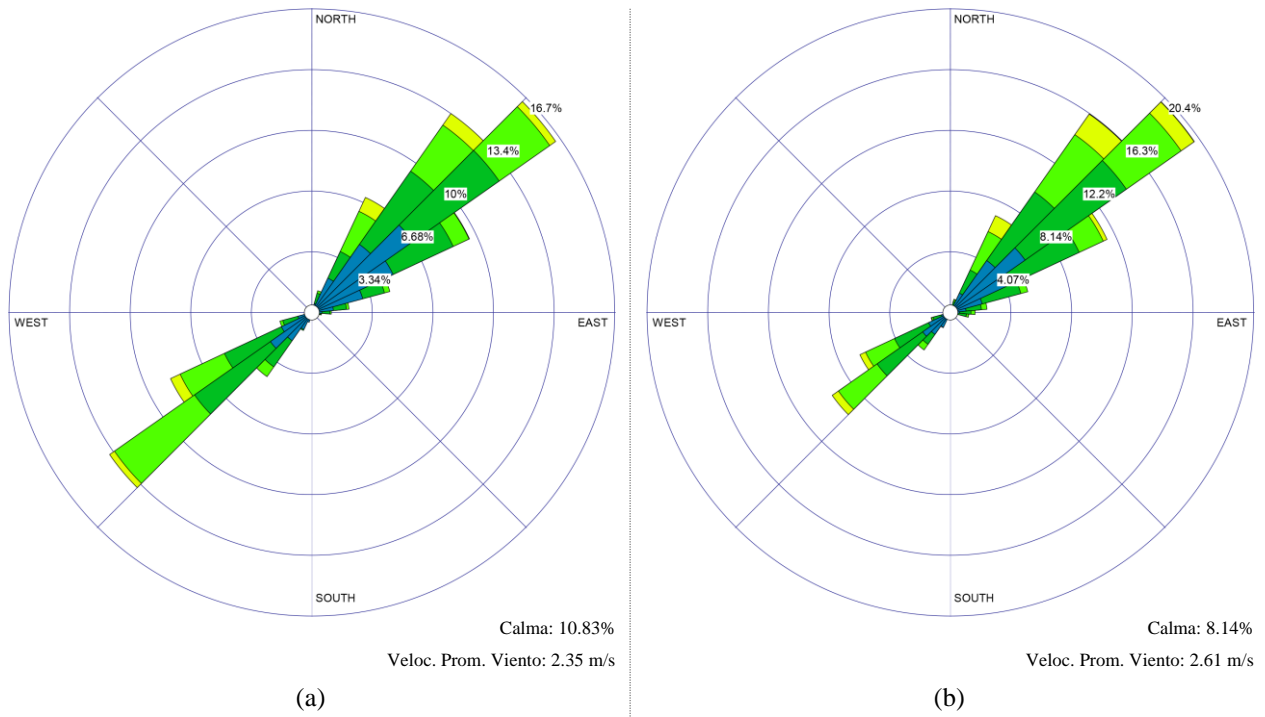 NORTH
16.7%
13.4%
10%
6.68%
3.34%
WEST
EAST
SOUTH
Calma: 10.83%
Veloc. Prom. Viento: 2.35 m/s
(a)
NORTH
20.4%
16.3%
12.2%
8.14%
4.07%
WEST
EAST
SOUTH
Calma: 8.14%
Veloc. Prom. Viento: 2.61 m/s
(b)